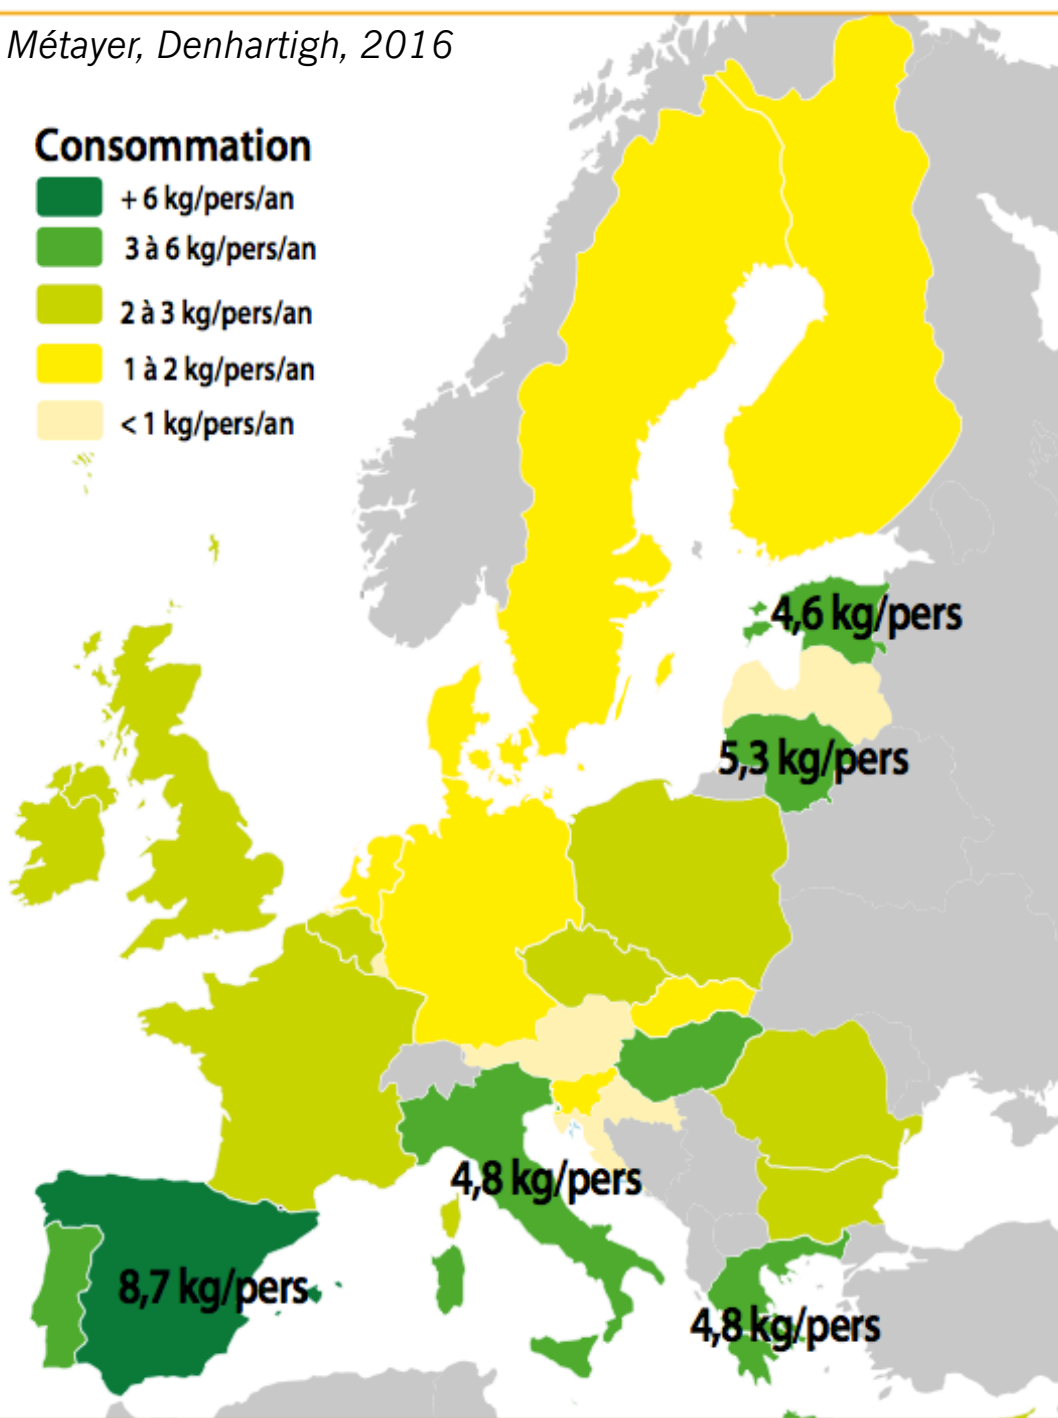 Métayer, Denhartigh, 2016
Consommation
+ 6 kg/pers/an
3 à 6 kg/pers/an
2 à 3 kg/pers/an
1 à 2 kg/pers/an
< 1 kg/pers/an
4,6 kg/pers
5,3 kg/pers
4,8 kg/pers
8,7 kg/pers
4,8 kg/pers